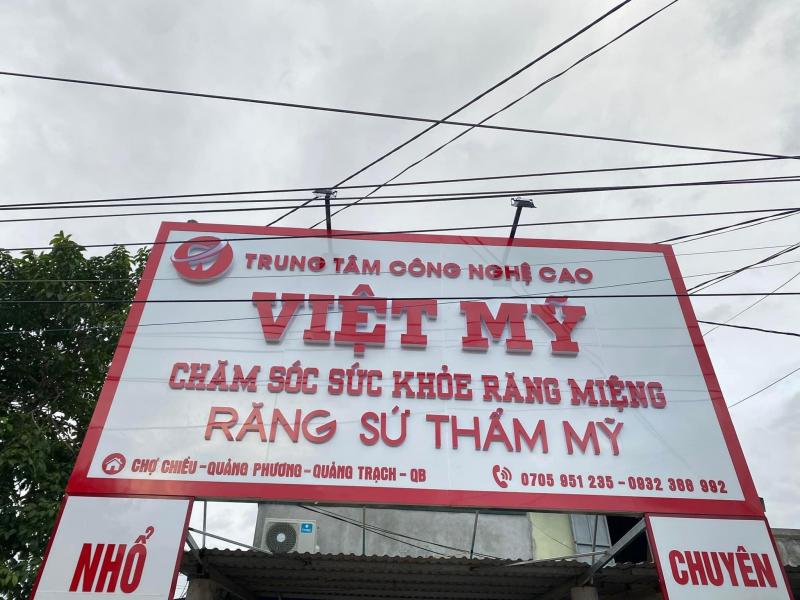 TRUNG TÂM CÔNG NGHỆ CAO
VIỆT MỸ
CHĂM SÓC SỨC KHỎE RĂNG MIỆNG
RĂNG SỨ THẨM MỸ
CHỢ CHIỀU - QUẢNG PHƯƠNG - QUẢNG TRẠCH - QB
0705 951 235 - 0932 366 992
NHỔ
CHUYÊN